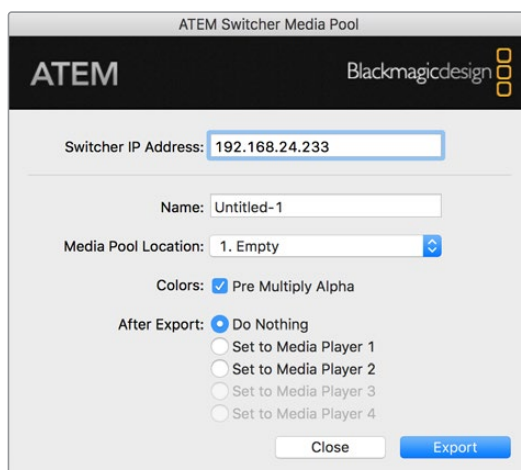 ATEM Switcher Media Pool
ATEM
Blackmagicdesign
Switcher IP Address: 192.168.24.233
Name: Untitled-1
Media Pool Location: 1. Empty
Colors: Pre Multiply Alpha
After Export: Do Nothing
Set to Media Player 1
Set to Media Player 2
Set to Media Player 3
Set to Media Player 4
Close Export